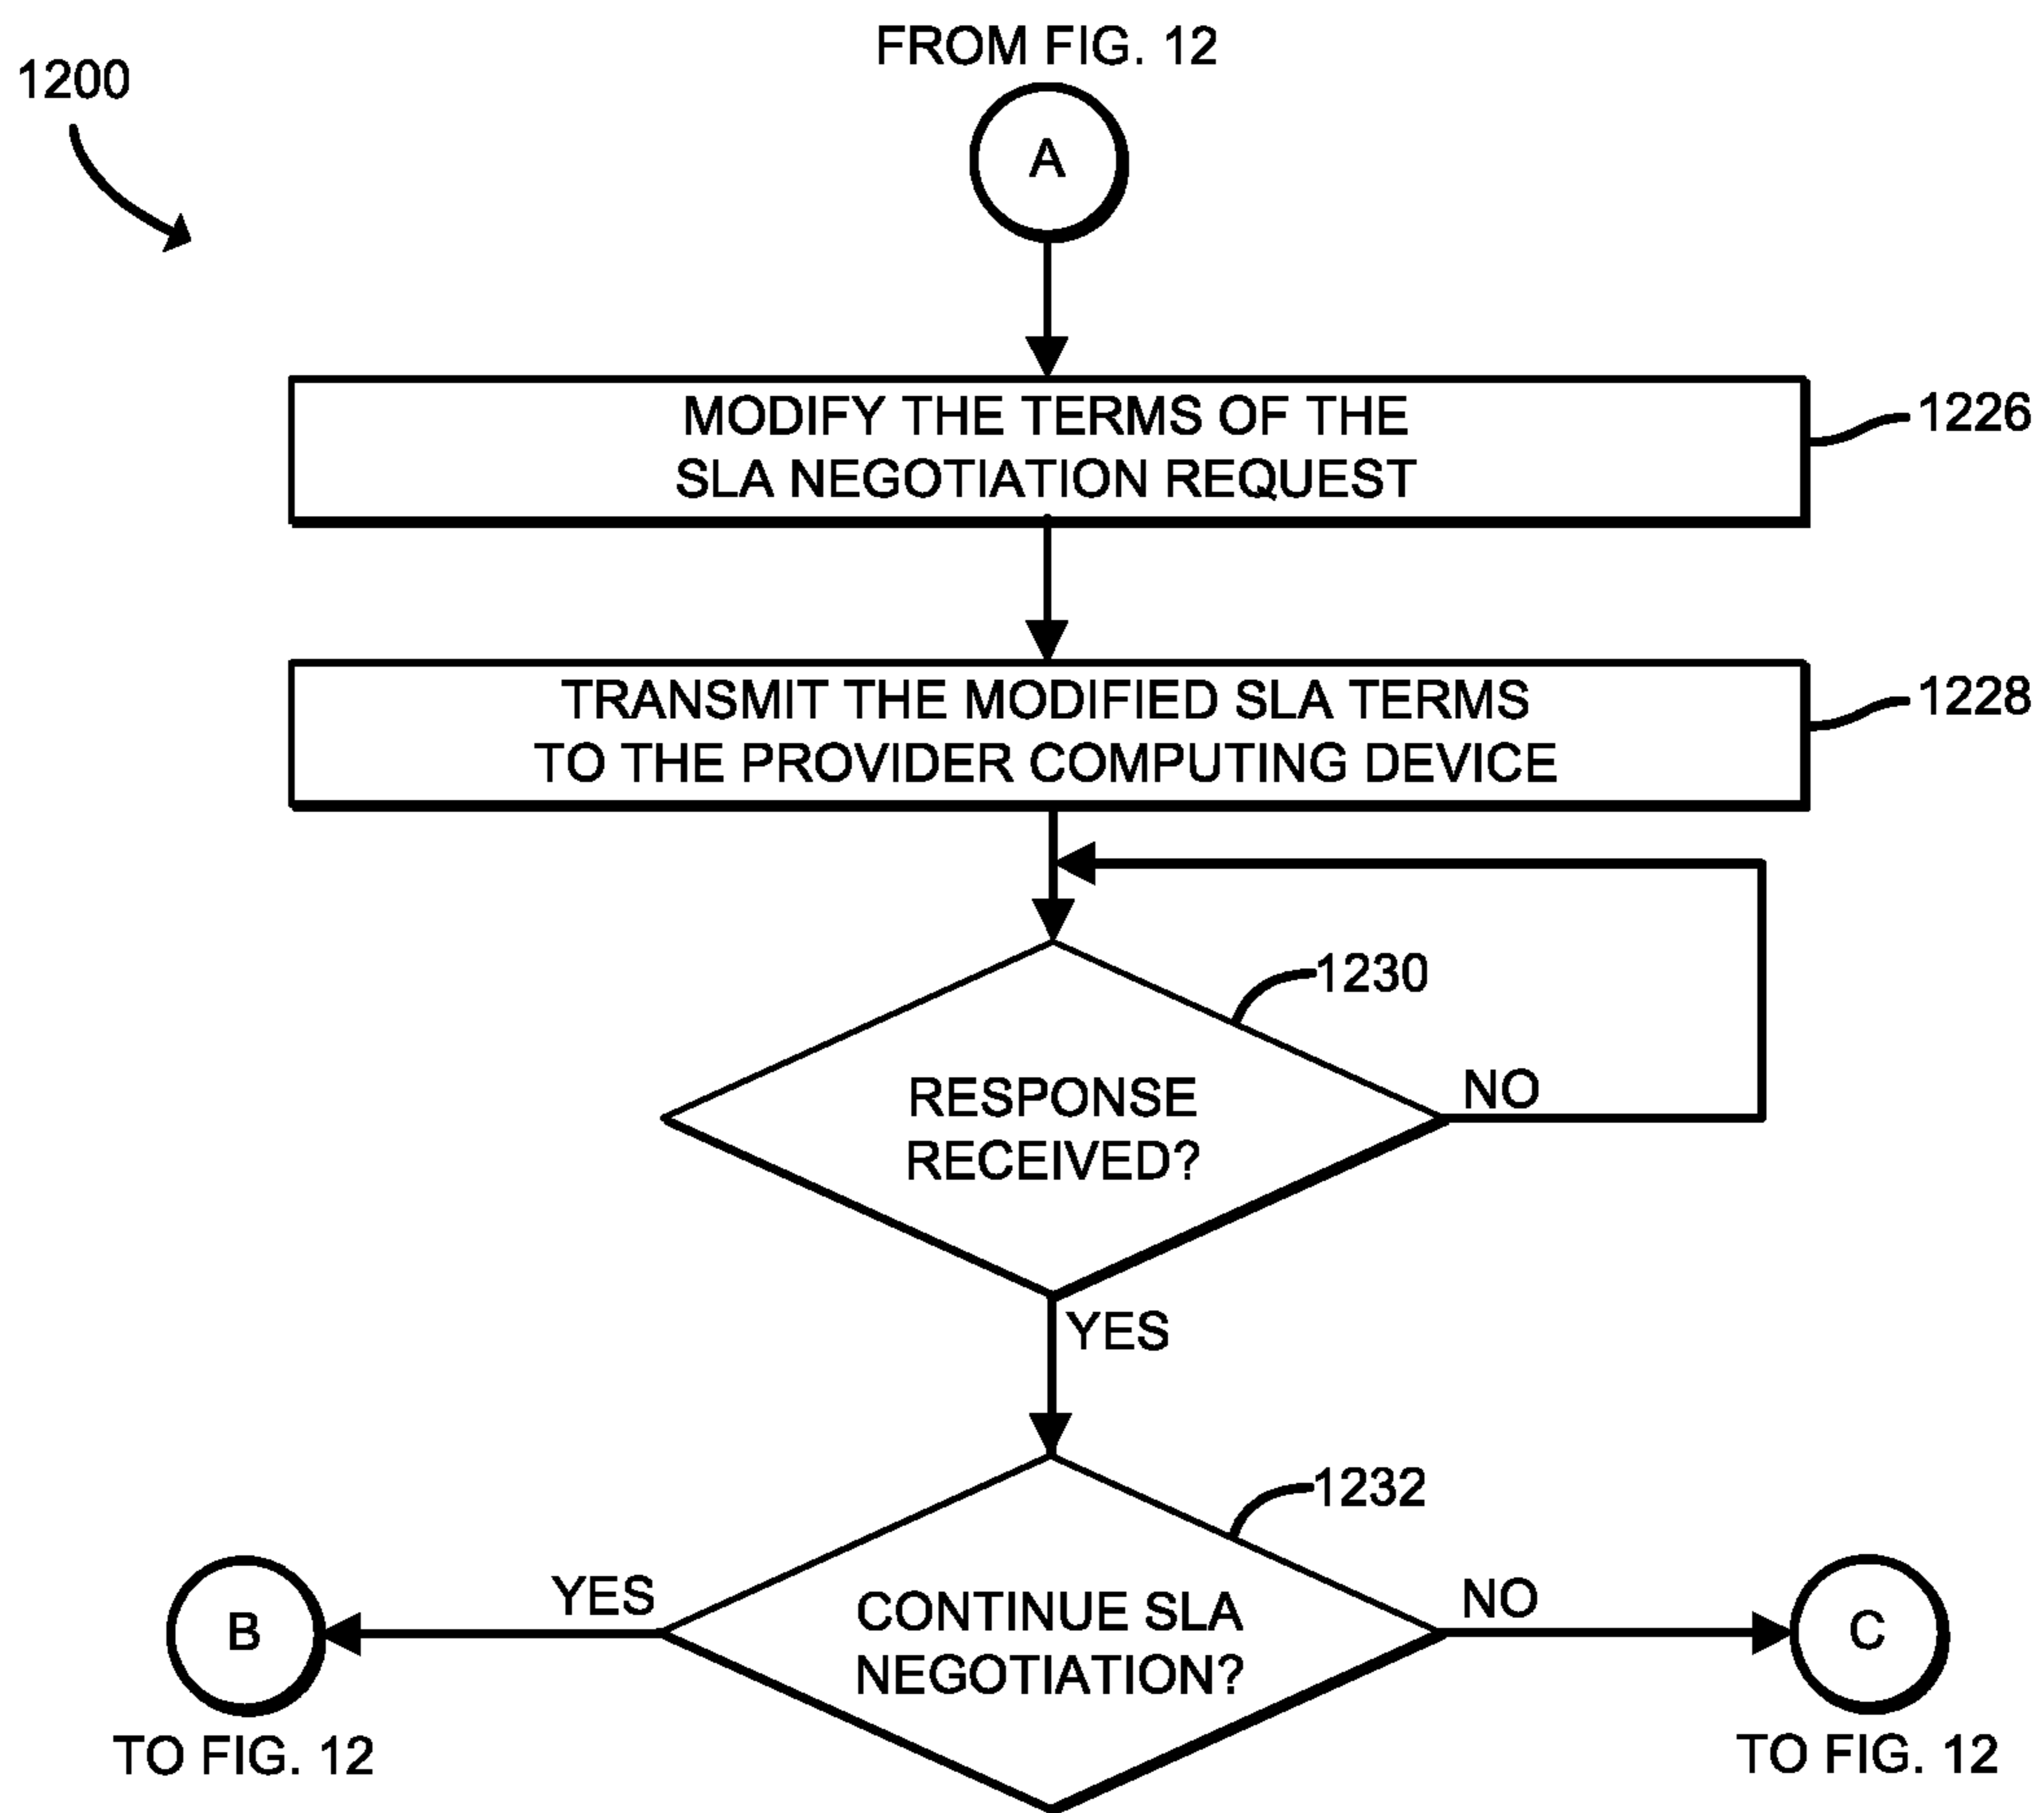 FROM FIG. 12
1200
A
MODIFY THE TERMS OF THE
SLA NEGOTIATION REQUEST
1226
TRANSMIT THE MODIFIED SLA TERMS
TO THE PROVIDER COMPUTING DEVICE
1228
1230
RESPONSE
RECEIVED?
NO
YES
1232
CONTINUE SLA
NEGOTIATION?
YES
NO
B
C
TO FIG. 12
TO FIG. 12